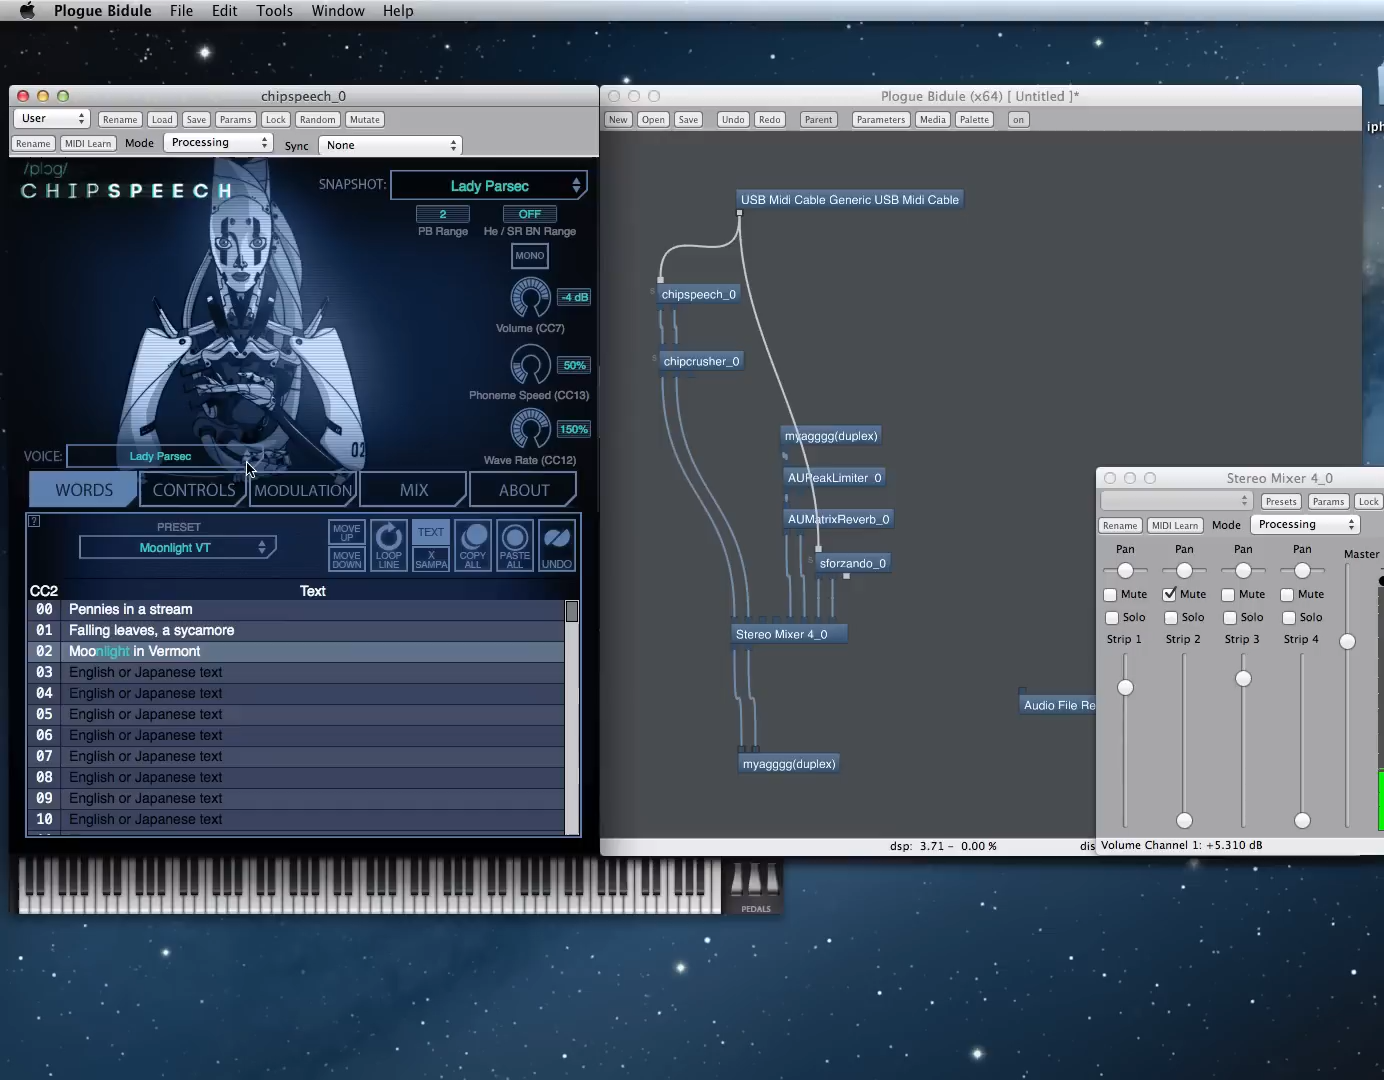 Plogue Bidule File Edit Tools Window Help
chipspeech_0
User Rename Load Save Params Lock Random Mutate
Rename MIDI Learn Mode Processing Sync None
/plɔg/
CHIPSPEECH
SNAPSHOT: Lady Parsec
2 OFF
PB Range He / SR BN Range
MONO
-4 dB
Volume (CC7)
50%
Phoneme Speed (CC13)
150%
Wave Rate (CC12)
02
VOICE: Lady Parsec
WORDS CONTROLS MODULATION MIX ABOUT
?
PRESET
Moonlight VT
MOVE UP
MOVE DOWN
LOOP LINE
TEXT
X SAMPA
COPY ALL
PASTE ALL
UNDO
CC2 Text
00 Pennies in a stream
01 Falling leaves, a sycamore
02 Moonlight in Vermont
03 English or Japanese text
04 English or Japanese text
05 English or Japanese text
06 English or Japanese text
07 English or Japanese text
08 English or Japanese text
09 English or Japanese text
10 English or Japanese text
PEDALS
Plogue Bidule (x64) [ Untitled ]*
New Open Save Undo Redo Parent Parameters Media Palette on
USB Midi Cable Generic USB Midi Cable
s chipspeech_0
s chipcrusher_0
myagggg(duplex)
AUPeakLimiter_0
AUMatrixReverb_0
s sforzando_0
Stereo Mixer 4_0
Audio File Re
myagggg(duplex)
dsp: 3.71 - 0.00 % dis
iph
Stereo Mixer 4_0
Presets Params Lock
Rename MIDI Learn Mode Processing
Pan Pan Pan Pan Master
Mute Mute Mute Mute
Solo Solo Solo Solo
Strip 1 Strip 2 Strip 3 Strip 4
Volume Channel 1: +5.310 dB